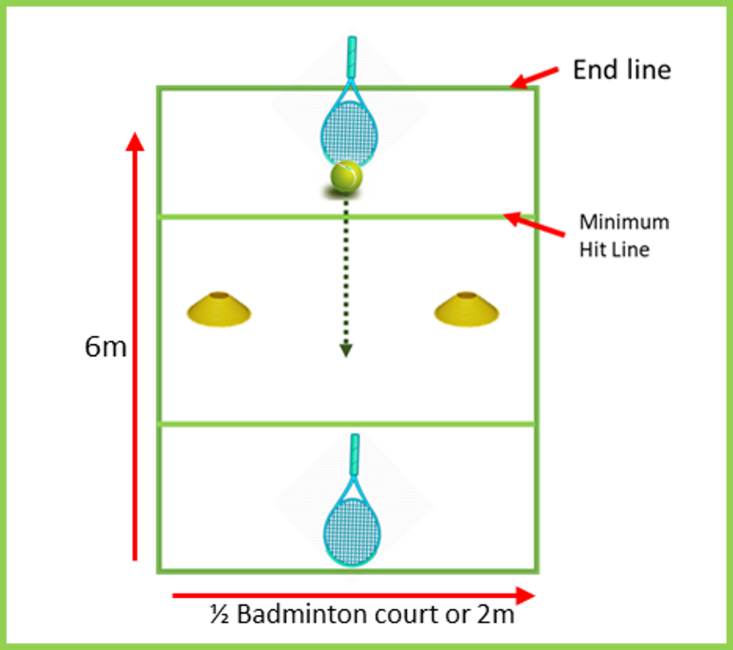 End line
Minimum
Hit Line
6m
½ Badminton court or 2m